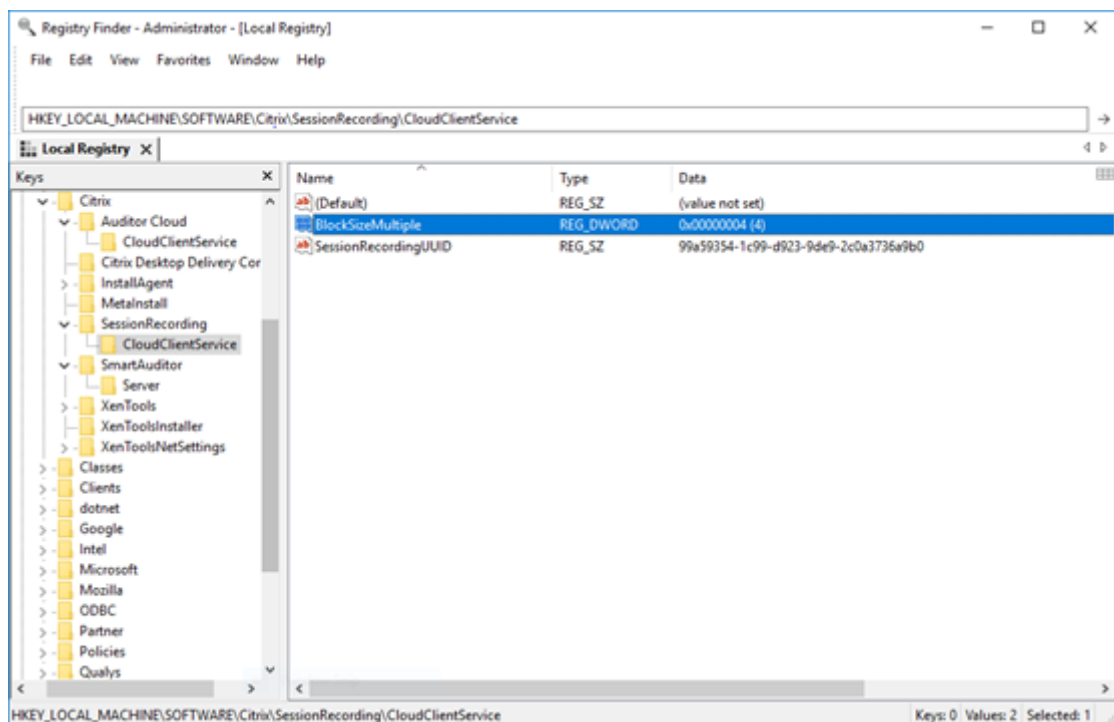 Registry Finder - Administrator - [Local Registry]
File Edit View Favorites Window Help
HKEY_LOCAL_MACHINE\SOFTWARE\Citrix\SessionRecording\CloudClientService
Local Registry
Keys
Name Type Data
Citrix
Auditor Cloud
CloudClientService
Citrix Desktop Delivery Cor
InstallAgent
MetaInstall
SessionRecording
CloudClientService
SmartAuditor
Server
XenTools
XenToolsInstaller
XenToolsNetSettings
Classes
Clients
dotnet
Google
Intel
Microsoft
Mozilla
ODBC
Partner
Policies
Qualys
ab (Default) REG_SZ (value not set)
BlockSizeMultiple REG_DWORD 0x00000004 (4)
ab SessionRecordingUUID REG_SZ 99a59354-1c99-d923-9de9-2c0a3736a9b0
HKEY_LOCAL_MACHINE\SOFTWARE\Citrix\SessionRecording\CloudClientService Keys: 0 Values: 2 Selected: 1